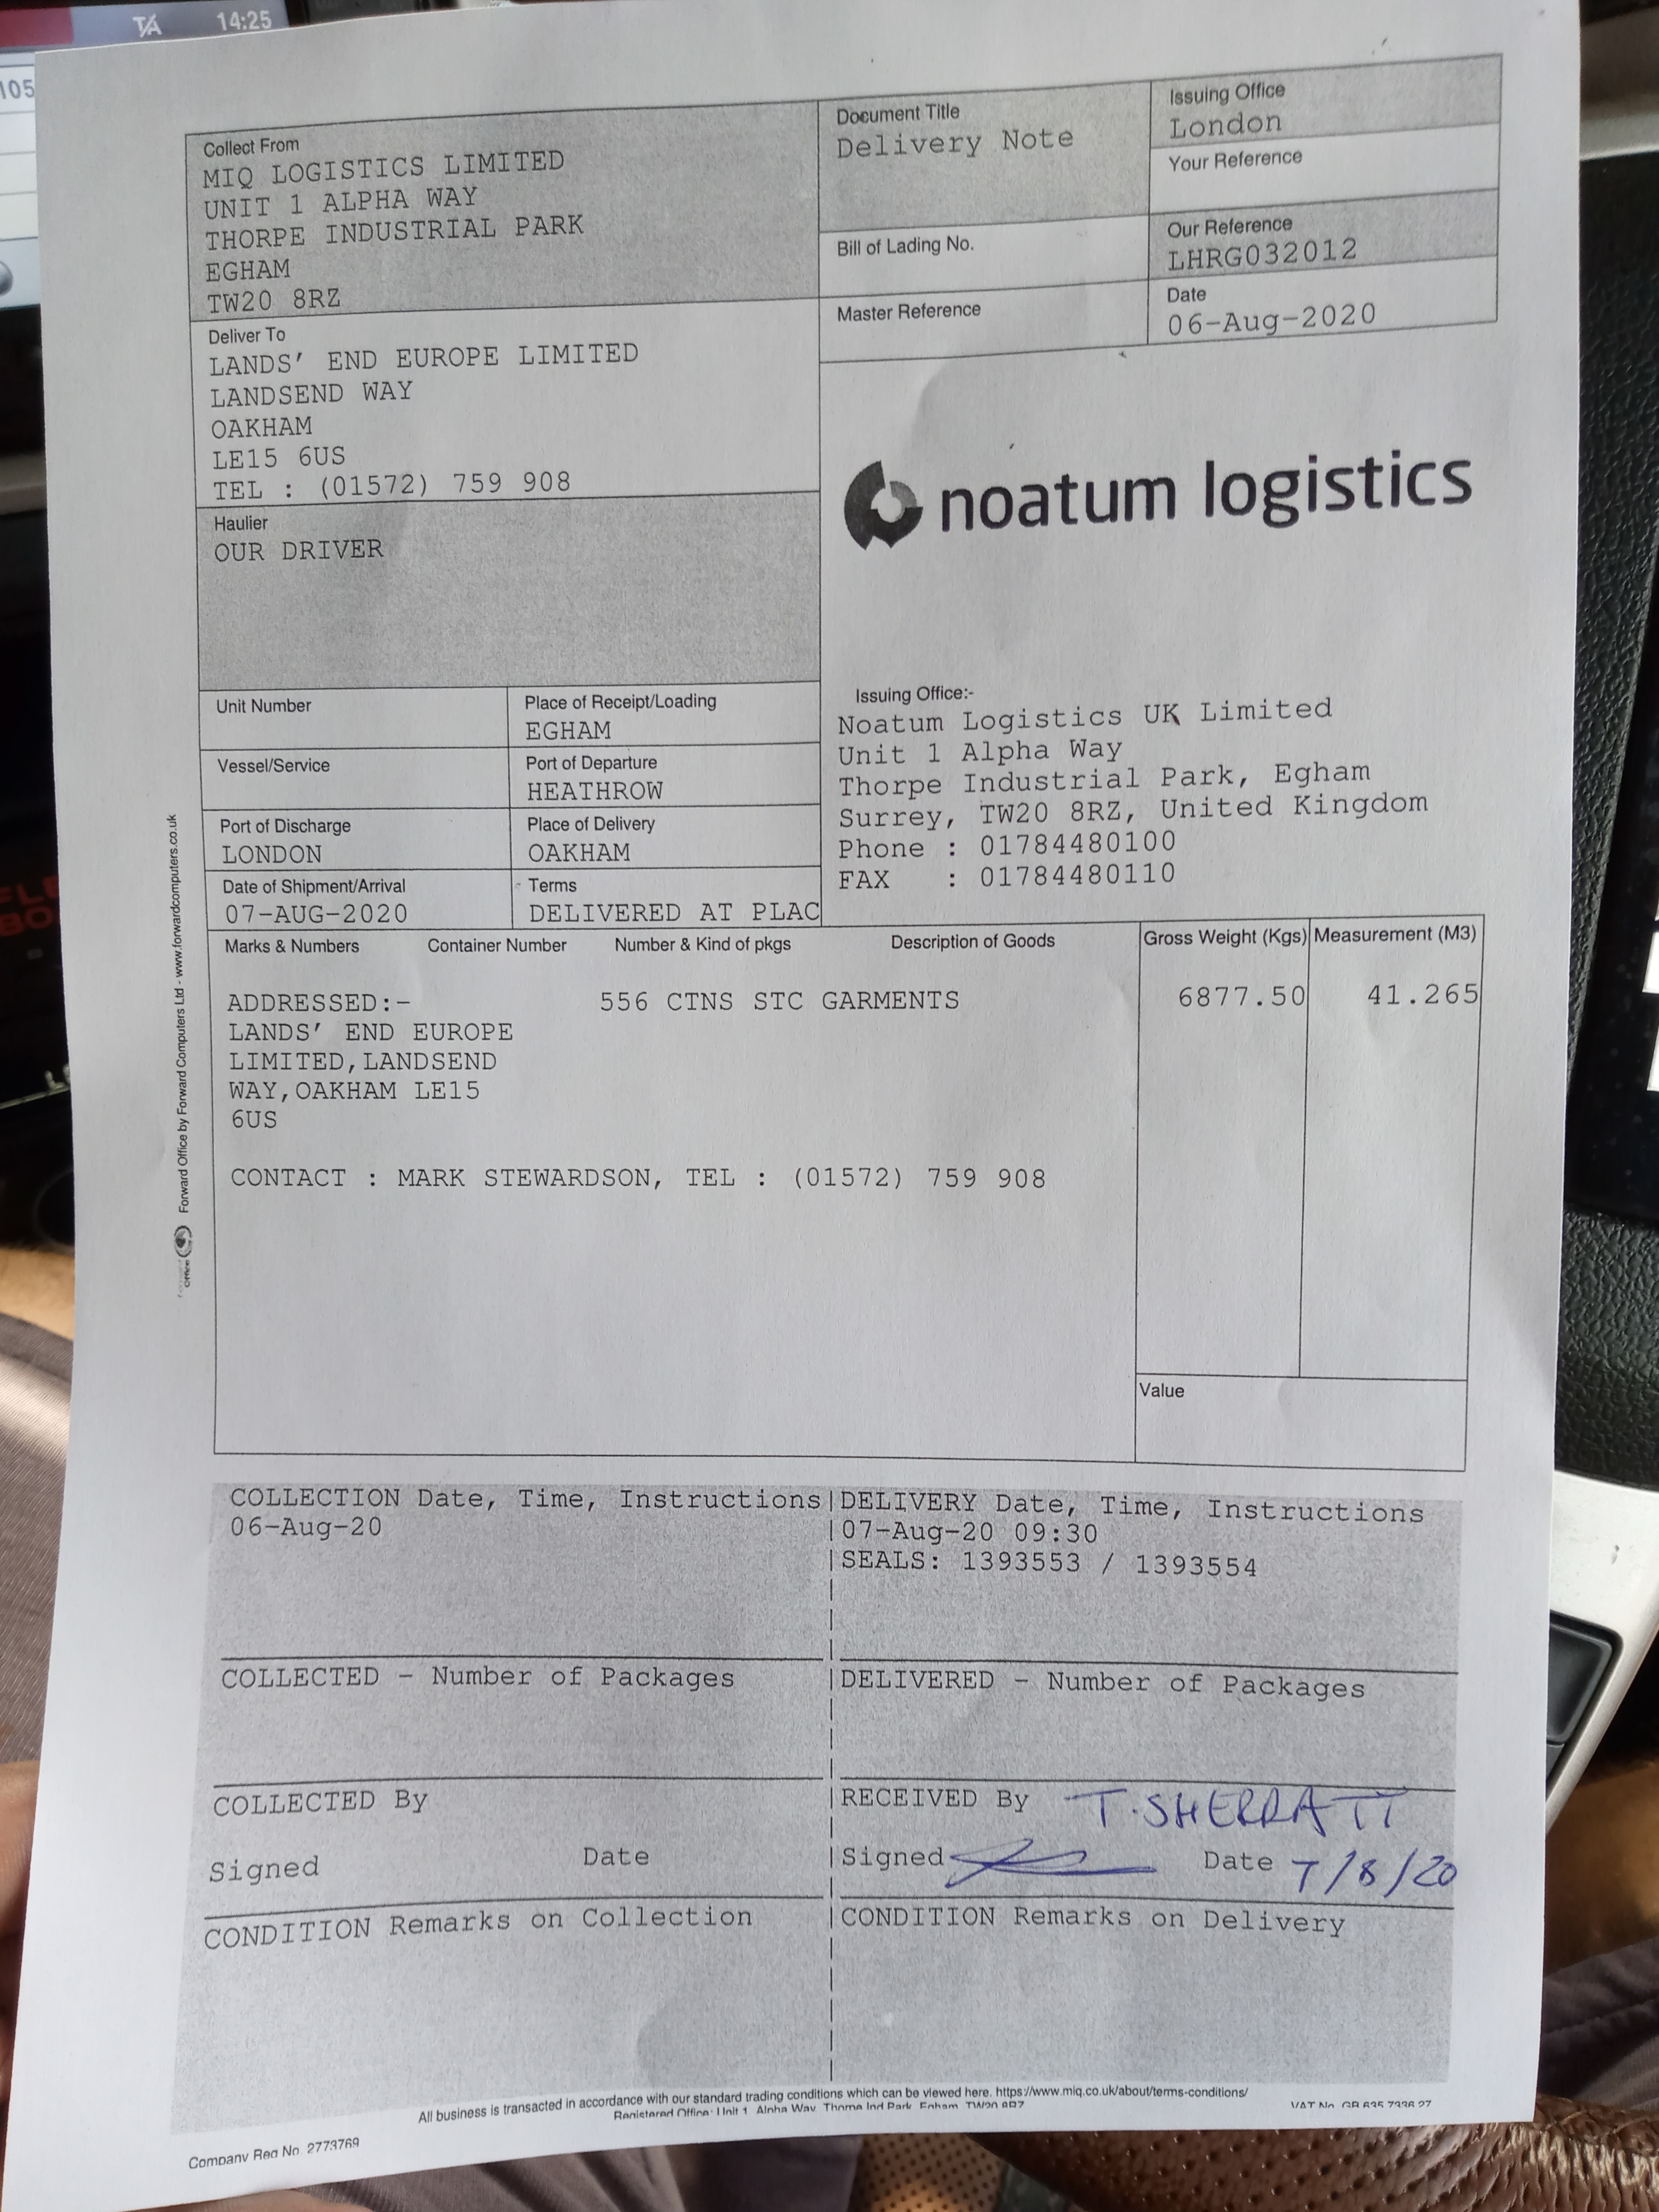 14:25
105
Collect From
MIQ LOGISTICS LIMITED
UNIT 1 ALPHA WAY
THORPE INDUSTRIAL PARK
EGHAM
TW20 8RZ
Document Title
Delivery Note
Issuing Office
London
Your Reference
Bill of Lading No.
Our Reference
LHRG032012
Master Reference
Date
06-Aug-2020
Deliver To
LANDS' END EUROPE LIMITED
LANDSEND WAY
OAKHAM
LE15 6US
TEL : (01572) 759 908
Haulier
OUR DRIVER
noatum logistics
Unit Number
Place of Receipt/Loading
EGHAM
Vessel/Service
Port of Departure
HEATHROW
Port of Discharge
LONDON
Place of Delivery
OAKHAM
Date of Shipment/Arrival
07-AUG-2020
Terms
DELIVERED AT PLAC
Issuing Office:-
Noatum Logistics UK Limited
Unit 1 Alpha Way
Thorpe Industrial Park, Egham
Surrey, TW20 8RZ, United Kingdom
Phone : 01784480100
FAX : 01784480110
Marks & Numbers Container Number Number & Kind of pkgs Description of Goods Gross Weight (Kgs) Measurement (M3)
ADDRESSED:- 556 CTNS STC GARMENTS 6877.50 41.265
LANDS' END EUROPE
LIMITED,LANDSEND
WAY,OAKHAM LE15
6US
CONTACT : MARK STEWARDSON, TEL : (01572) 759 908
Value
Forward Office by Forward Computers Ltd - www.forwardcomputers.co.uk
COLLECTION Date, Time, Instructions
06-Aug-20
DELIVERY Date, Time, Instructions
07-Aug-20 09:30
SEALS: 1393553 / 1393554
COLLECTED - Number of Packages
DELIVERED - Number of Packages
COLLECTED By
Signed Date
RECEIVED By T.SHERRATT
Signed Date 7/8/20
CONDITION Remarks on Collection
CONDITION Remarks on Delivery
All business is transacted in accordance with our standard trading conditions which can be viewed here. https://www.miq.co.uk/about/terms-conditions/
Registered Office: Unit 1, Alpha Way, Thorpe Ind Park, Egham, TW20 8RZ
VAT No. GB 635 7336 27
Company Reg No. 2773769